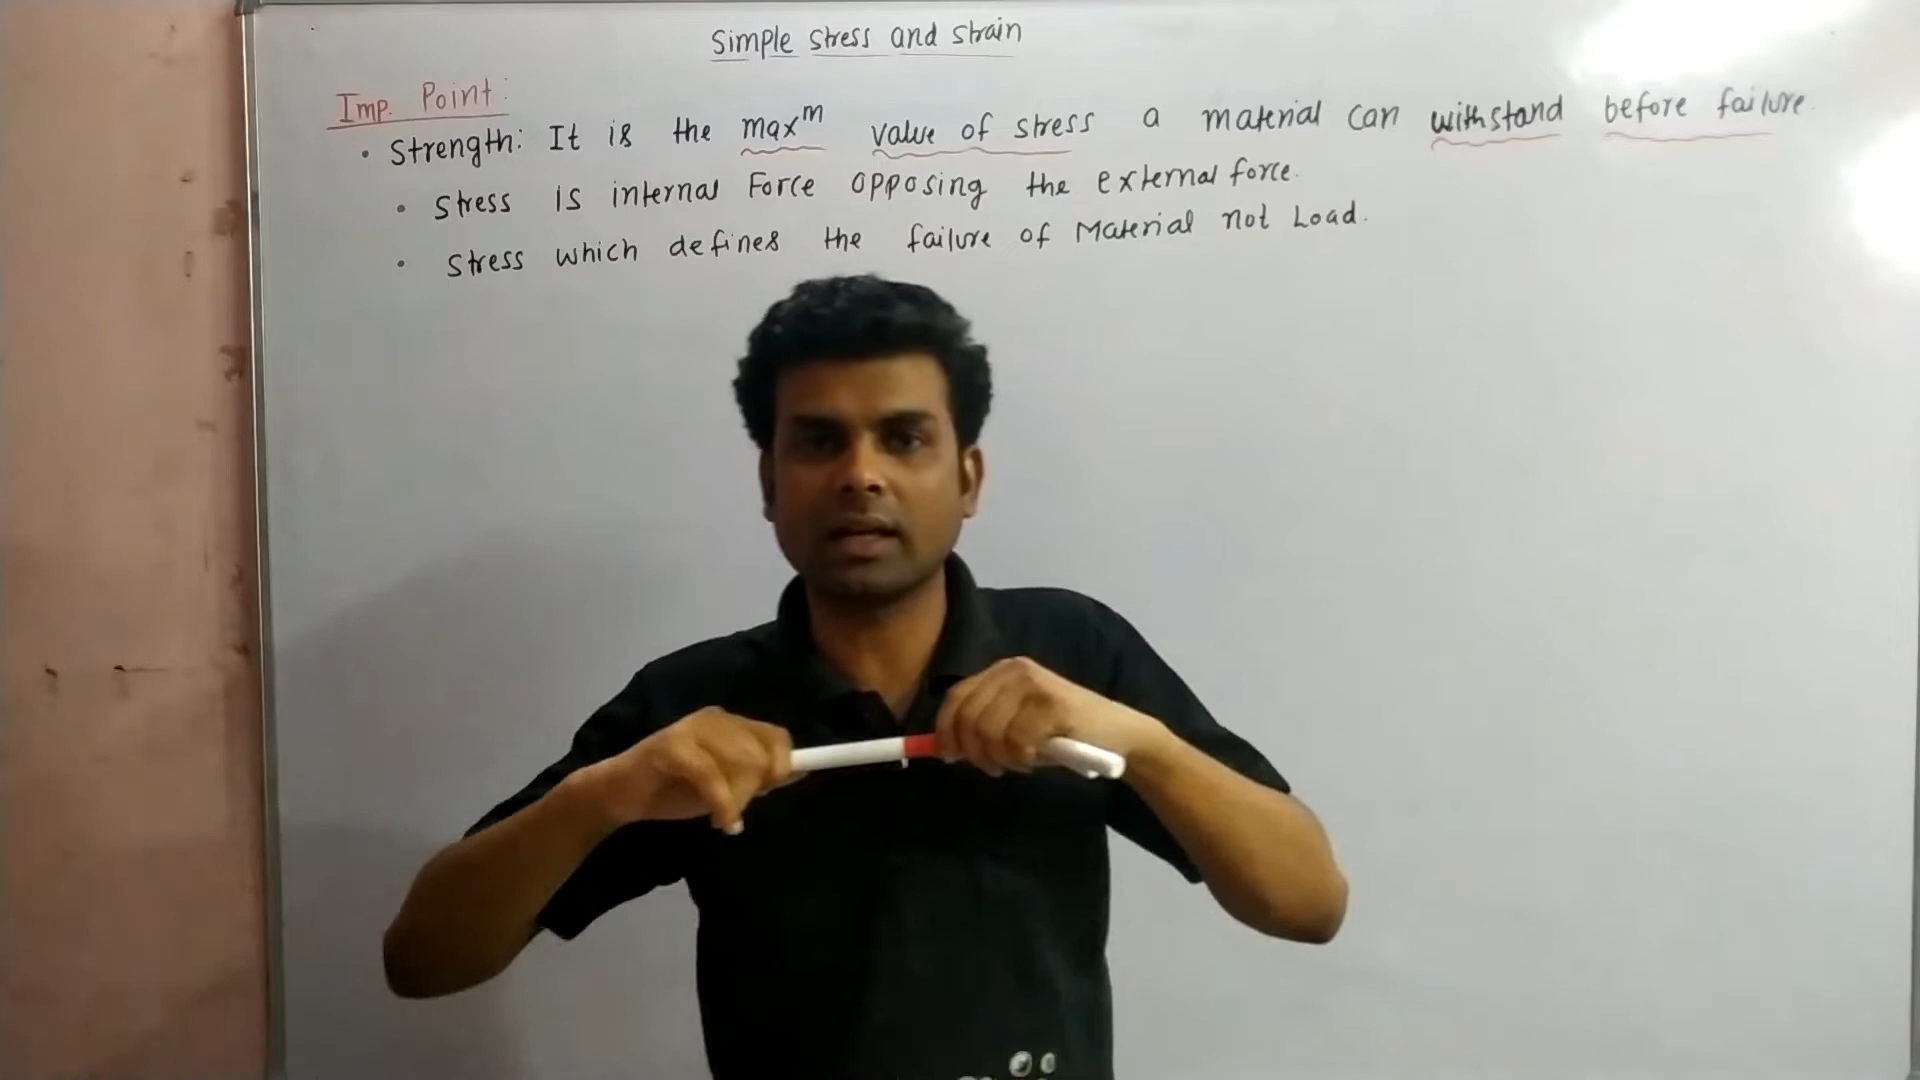 Simple stress and strain
Imp. Point:
• Strength: It is the maxᵐ value of stress a material can withstand before failure.
• Stress is internal Force opposing the external force.
• Stress which defines the failure of Material not Load.